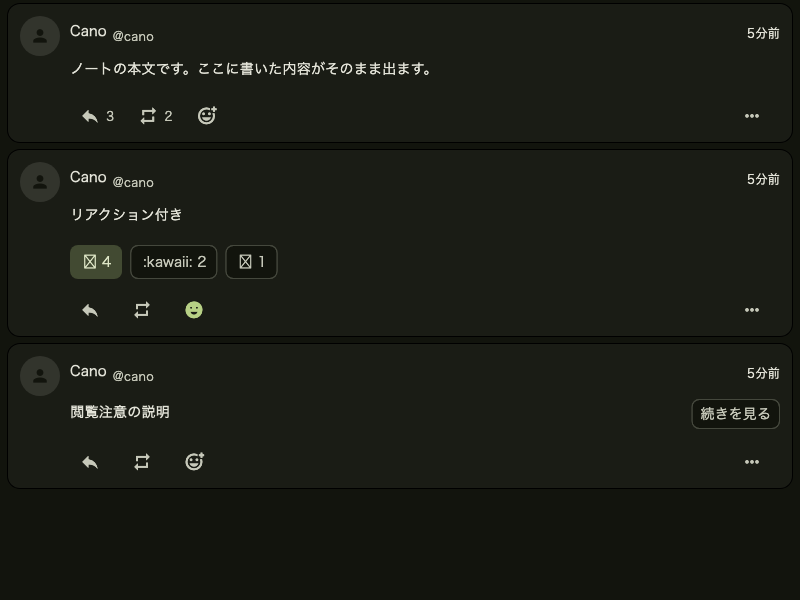 Cano @cano 5分前
ノートの本文です。ここに書いた内容がそのまま出ます。
3 2
Cano @cano 5分前
リアクション付き
4 :kawaii: 2 1
Cano @cano 5分前
閲覧注意の説明 続きを見る